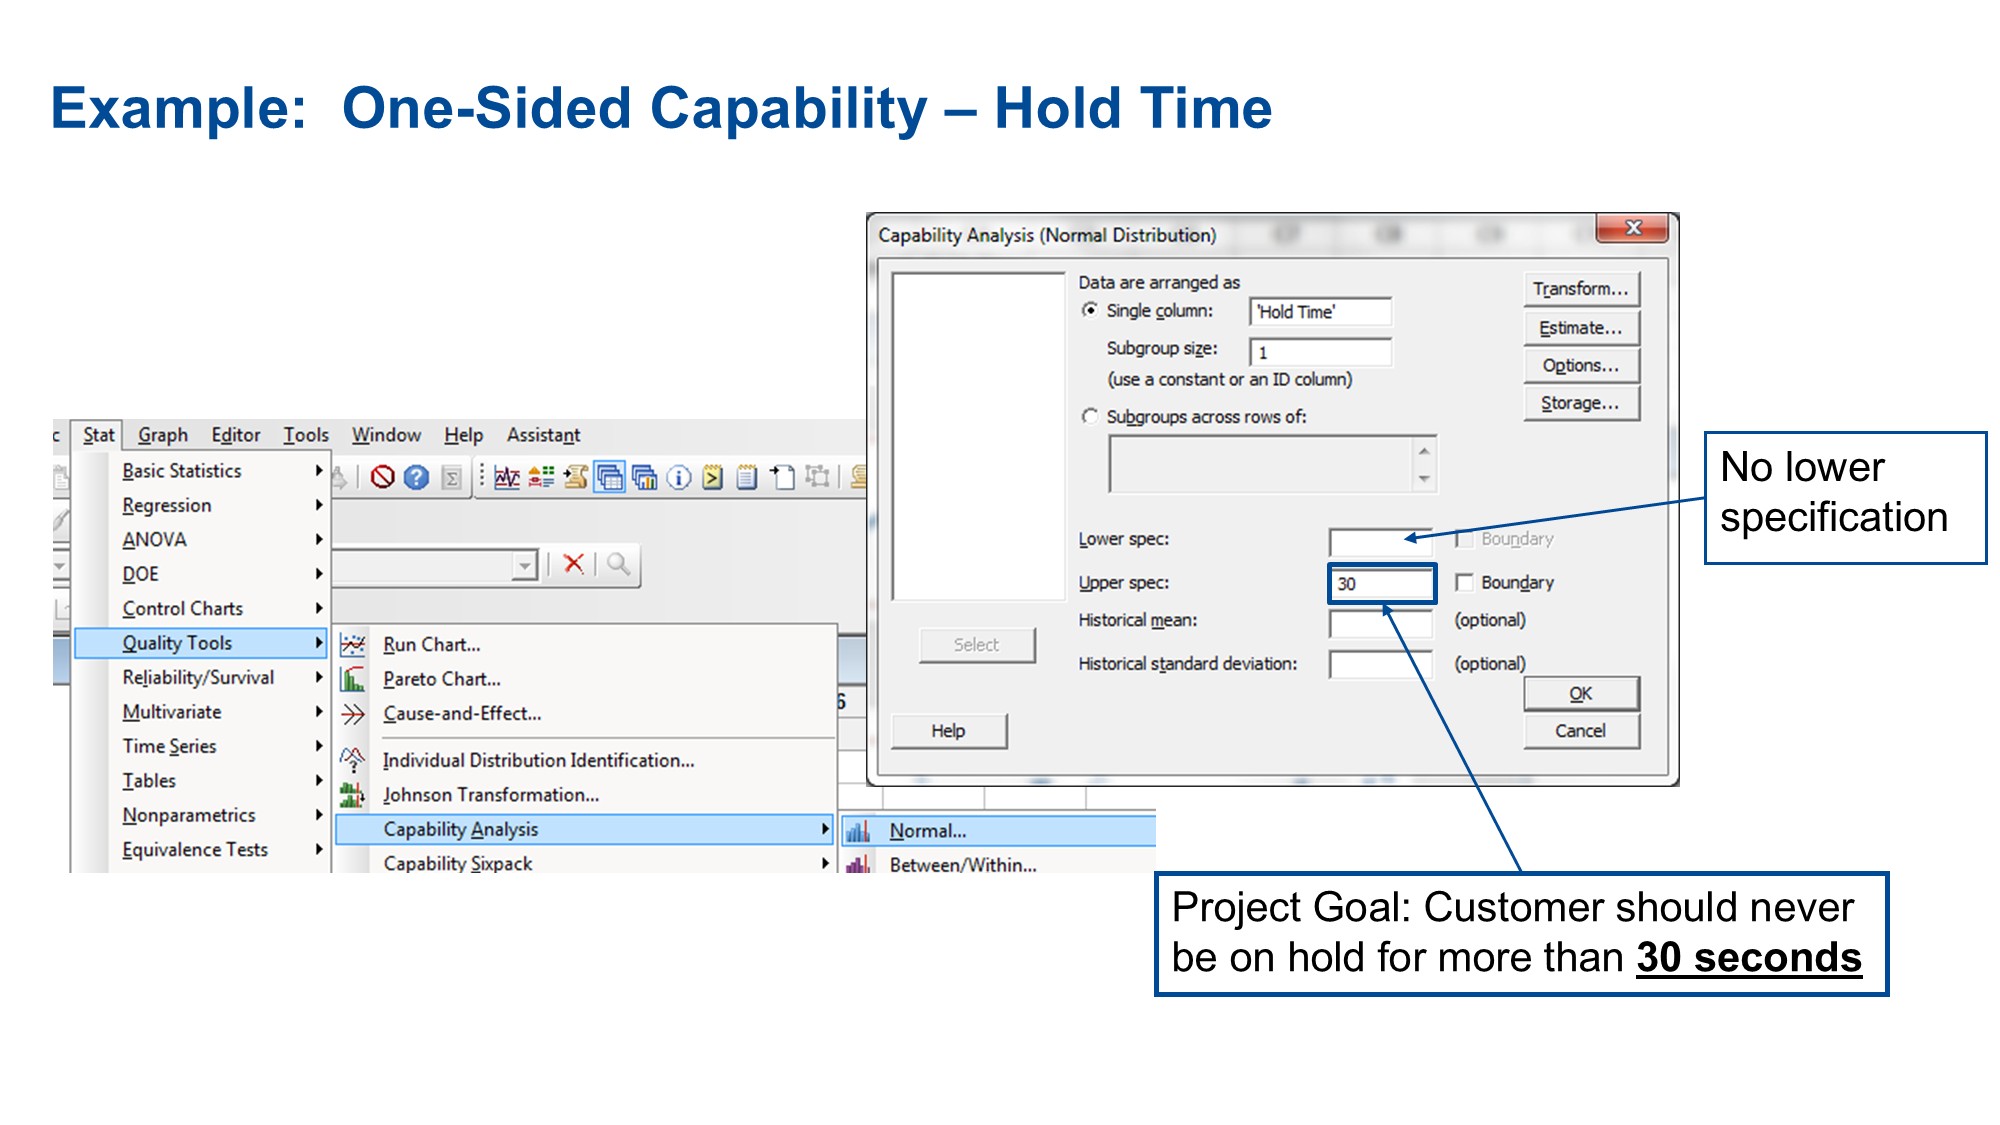 Example:  One-Sided Capability – Hold Time
Capability Analysis (Normal Distribution)
Data are arranged as
Single column: 'Hold Time'
Subgroup size: 1
(use a constant or an ID column)
Subgroups across rows of:
Transform...
Estimate...
Options...
Storage...
Lower spec: Boundary
Upper spec: 30 Boundary
Historical mean: (optional)
Historical standard deviation: (optional)
Select
OK
Help
Cancel
No lower
specification
c Stat Graph Editor Tools Window Help Assistant
Basic Statistics
Regression
ANOVA
DOE
Control Charts
Quality Tools
Reliability/Survival
Multivariate
Time Series
Tables
Nonparametrics
Equivalence Tests
Run Chart...
Pareto Chart...
Cause-and-Effect...
6
Individual Distribution Identification...
Johnson Transformation...
Capability Analysis
Capability Sixpack
Normal...
Between/Within...
Project Goal: Customer should never
be on hold for more than 30 seconds